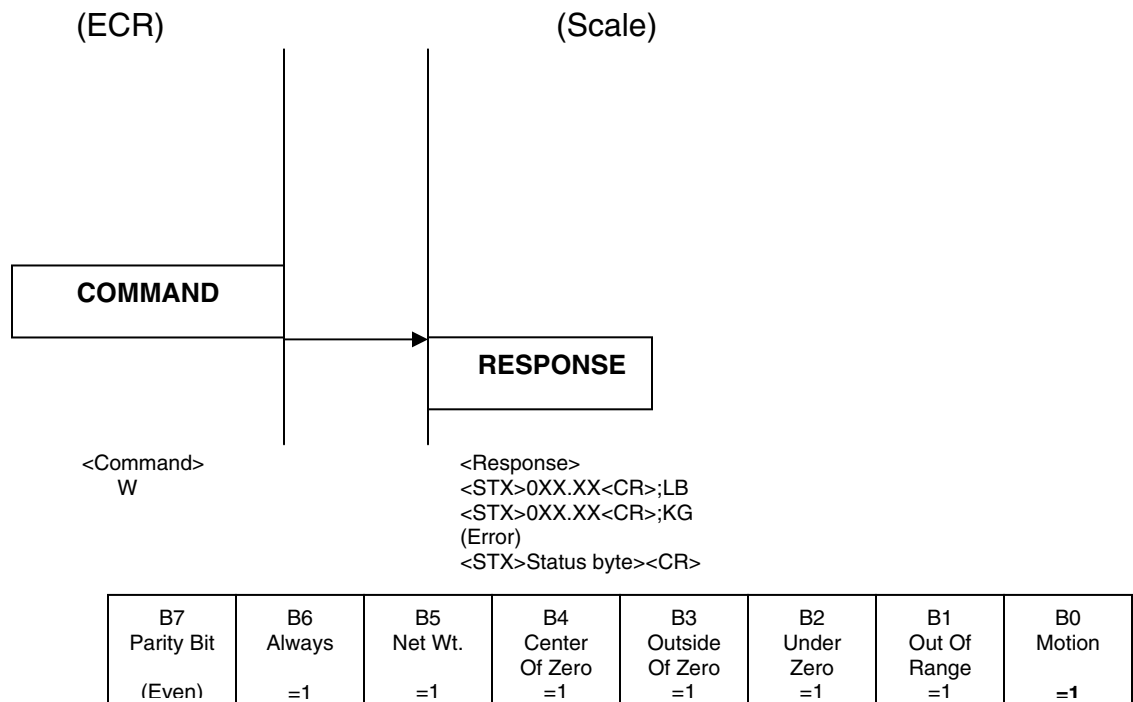 (ECR) (Scale)
COMMAND
RESPONSE
<Command> <Response>
W <STX>0XX.XX<CR>;LB
<STX>0XX.XX<CR>;KG
(Error)
<STX>Status byte><CR>
B7 B6 B5 B4 B3 B2 B1 B0
Parity Bit Always Net Wt. Center Outside Under Out Of Motion
Of Zero Of Zero Zero Range
(Even) =1 =1 =1 =1 =1 =1 =1